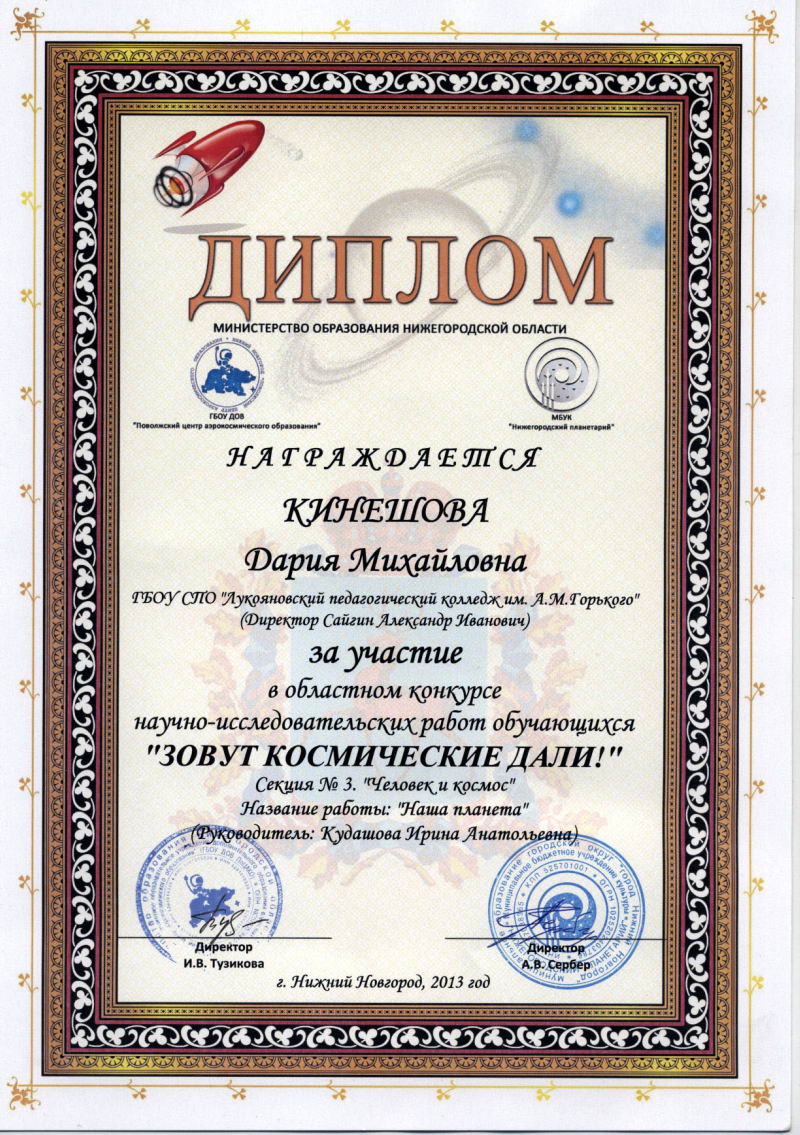 ДИПЛОМ
МИНИСТЕРСТВО ОБРАЗОВАНИЯ НИЖЕГОРОДСКОЙ ОБЛАСТИ
ГБОУ ДОВ
"Поволжский центр аэрокосмического образования"
МБУК
"Нижегородский планетарий"
НАГРАЖДАЕТСЯ
КИНЕШОВА
Дария Михайловна
ГБОУ СПО "Лукояновский педагогический колледж им. А.М.Горького"
(Директор Сайгин Александр Иванович)
за участие
в областном конкурсе
научно-исследовательских работ обучающихся
"ЗОВУТ КОСМИЧЕСКИЕ ДАЛИ!"
Секция № 3. "Человек и космос"
Название работы: "Наша планета"
(Руководитель: Кудашова Ирина Анатольевна)
Директор
И.В. Тузикова
Директор
А.В. Сербер
г. Нижний Новгород, 2013 год